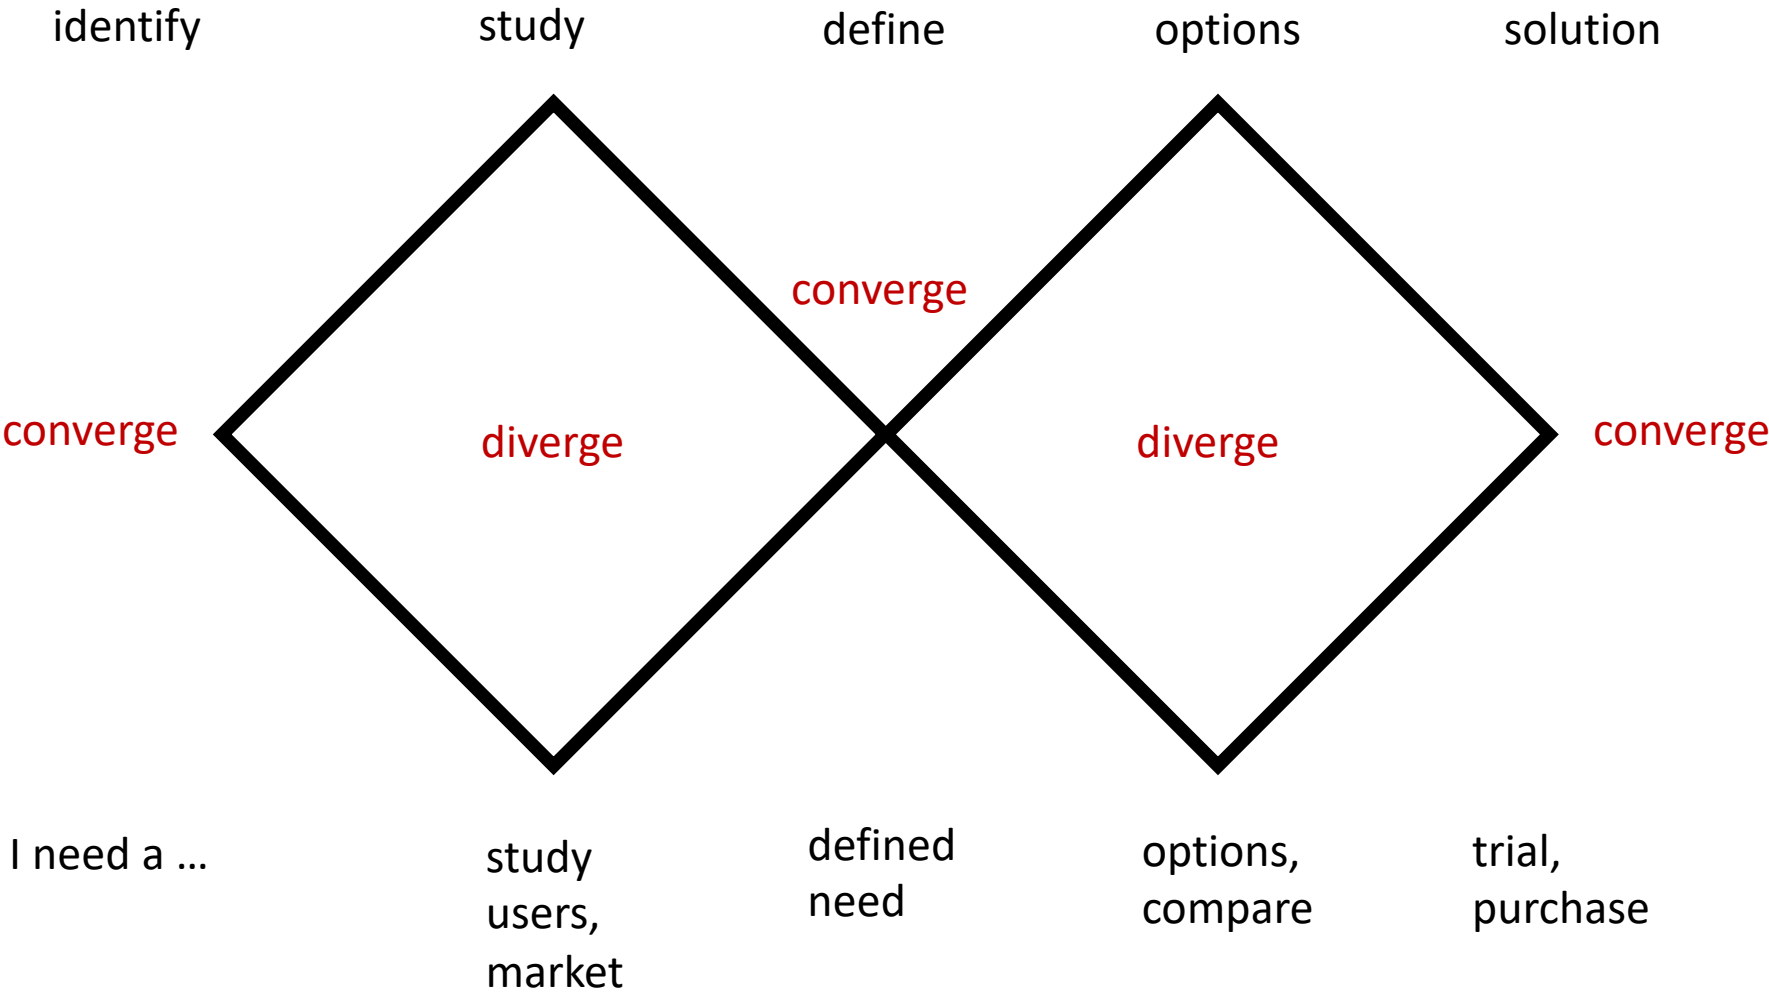 identify
study
define
options
solution
converge
converge
diverge
diverge
converge
I need a …
study
users,
market
defined
need
options,
compare
trial,
purchase